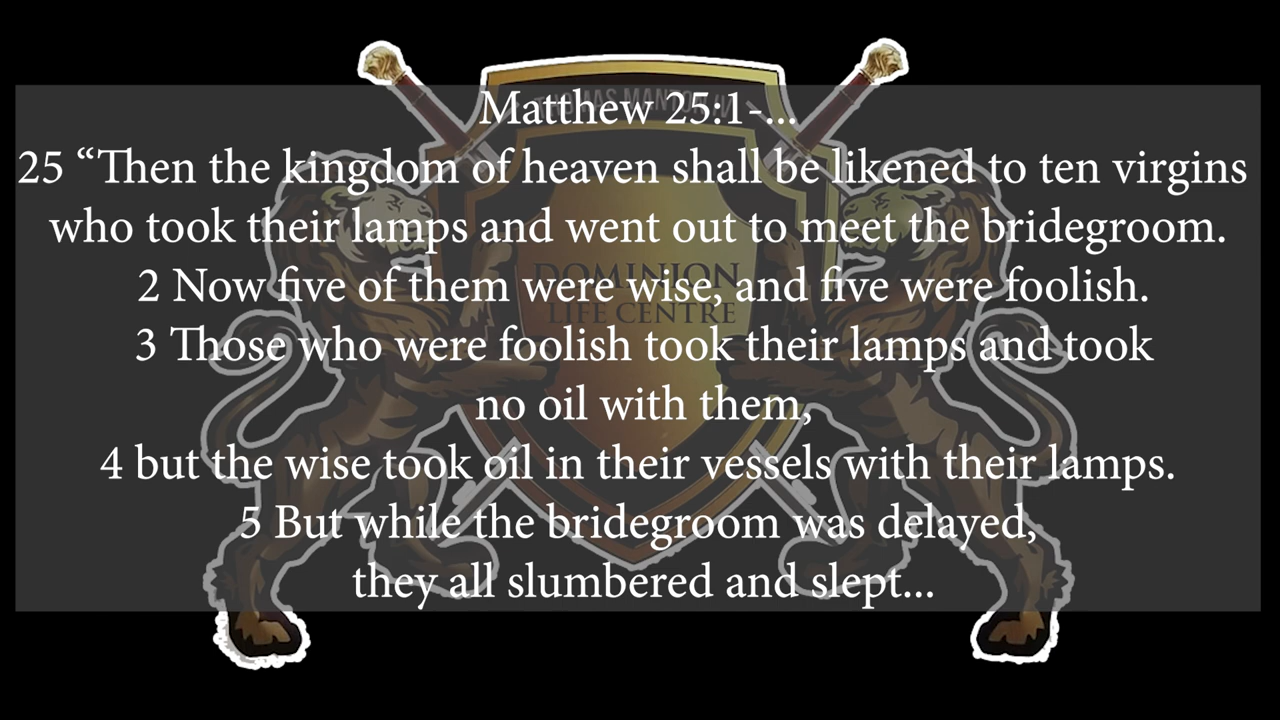 Matthew 25:1-...
25 “Then the kingdom of heaven shall be likened to ten virgins
who took their lamps and went out to meet the bridegroom.
2 Now five of them were wise, and five were foolish.
3 Those who were foolish took their lamps and took
no oil with them,
4 but the wise took oil in their vessels with their lamps.
5 But while the bridegroom was delayed,
they all slumbered and slept...
DOMINION
LIFE CENTRE